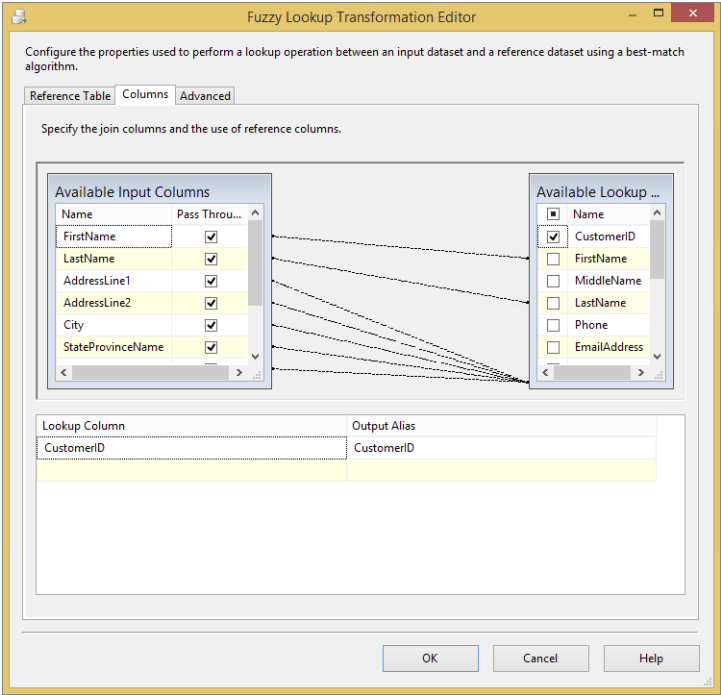 Fuzzy Lookup Transformation Editor
Configure the properties used to perform a lookup operation between an input dataset and a reference dataset using a best-match
algorithm.
Reference Table Columns Advanced
Specify the join columns and the use of reference columns.
Available Input Columns
Name Pass Throu...
FirstName
LastName
AddressLine1
AddressLine2
City
StateProvinceName
Available Lookup ...
Name
CustomerID
FirstName
MiddleName
LastName
Phone
EmailAddress
Lookup Column Output Alias
CustomerID CustomerID
OK Cancel Help